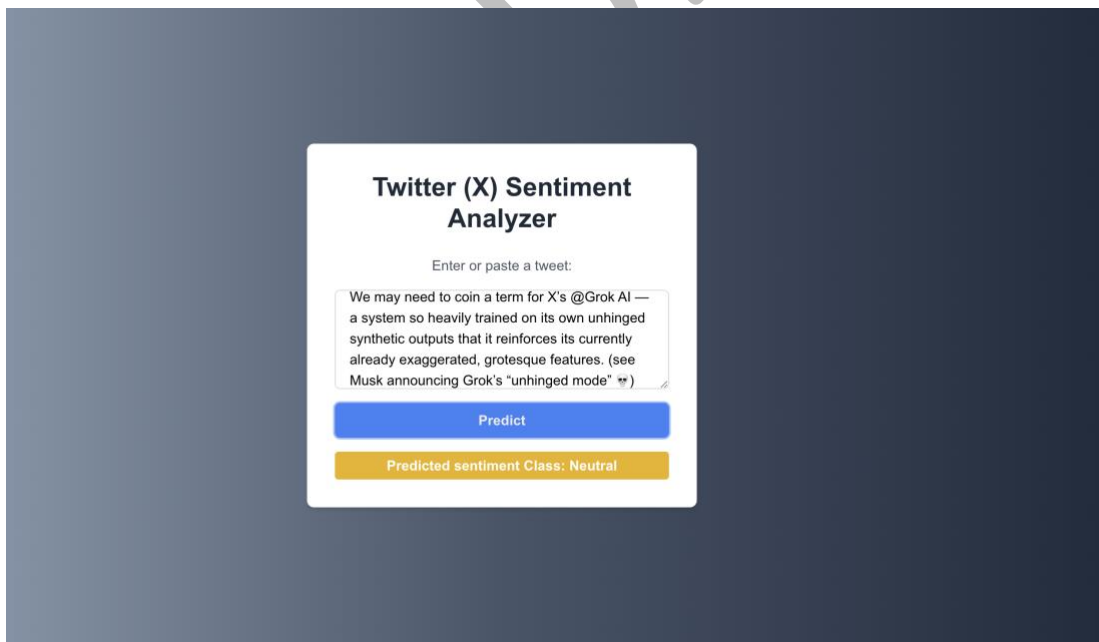 Twitter (X) Sentiment
Analyzer
Enter or paste a tweet:
We may need to coin a term for X's @Grok AI —
a system so heavily trained on its own unhinged
synthetic outputs that it reinforces its currently
already exaggerated, grotesque features. (see
Musk announcing Grok's “unhinged mode” 💀)
Predict
Predicted sentiment Class: Neutral